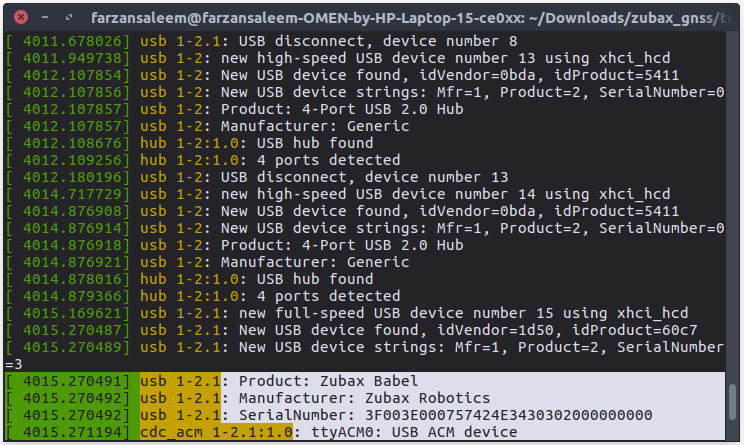 farzansaleem@farzansaleem-OMEN-by-HP-Laptop-15-ce0xx: ~/Downloads/zubax_gnss/to
[ 4011.678026] usb 1-2.1: USB disconnect, device number 8
[ 4011.949738] usb 1-2: new high-speed USB device number 13 using xhci_hcd
[ 4012.107854] usb 1-2: New USB device found, idVendor=0bda, idProduct=5411
[ 4012.107856] usb 1-2: New USB device strings: Mfr=1, Product=2, SerialNumber=0
[ 4012.107857] usb 1-2: Product: 4-Port USB 2.0 Hub
[ 4012.107857] usb 1-2: Manufacturer: Generic
[ 4012.108676] hub 1-2:1.0: USB hub found
[ 4012.109256] hub 1-2:1.0: 4 ports detected
[ 4012.180196] usb 1-2: USB disconnect, device number 13
[ 4014.717729] usb 1-2: new high-speed USB device number 14 using xhci_hcd
[ 4014.876908] usb 1-2: New USB device found, idVendor=0bda, idProduct=5411
[ 4014.876914] usb 1-2: New USB device strings: Mfr=1, Product=2, SerialNumber=0
[ 4014.876918] usb 1-2: Product: 4-Port USB 2.0 Hub
[ 4014.876921] usb 1-2: Manufacturer: Generic
[ 4014.878016] hub 1-2:1.0: USB hub found
[ 4014.879366] hub 1-2:1.0: 4 ports detected
[ 4015.169621] usb 1-2.1: new full-speed USB device number 15 using xhci_hcd
[ 4015.270487] usb 1-2.1: New USB device found, idVendor=1d50, idProduct=60c7
[ 4015.270489] usb 1-2.1: New USB device strings: Mfr=1, Product=2, SerialNumber
=3
[ 4015.270491] usb 1-2.1: Product: Zubax Babel
[ 4015.270492] usb 1-2.1: Manufacturer: Zubax Robotics
[ 4015.270492] usb 1-2.1: SerialNumber: 3F003E000757424E3430302000000000
[ 4015.271194] cdc_acm 1-2.1:1.0: ttyACM0: USB ACM device